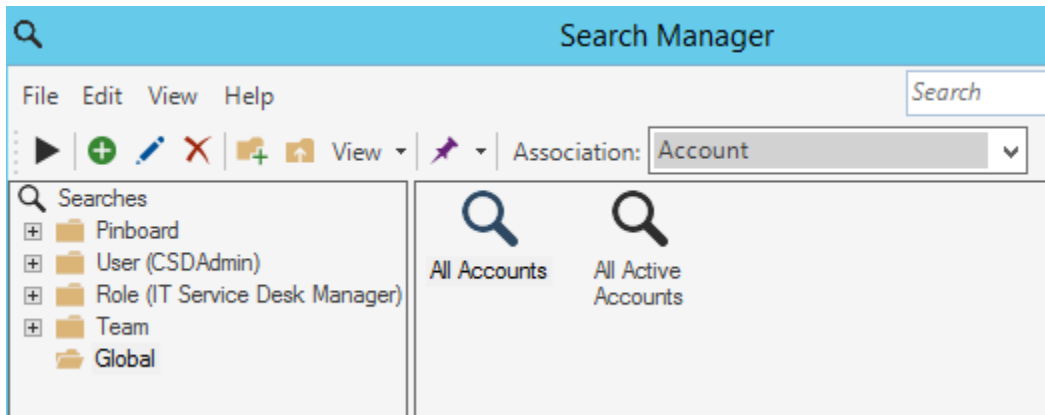 Search Manager
File Edit View Help
Search
View
Association: Account
Searches
Pinboard
User (CSDAdmin)
Role (IT Service Desk Manager)
Team
Global
All Accounts
All Active
Accounts